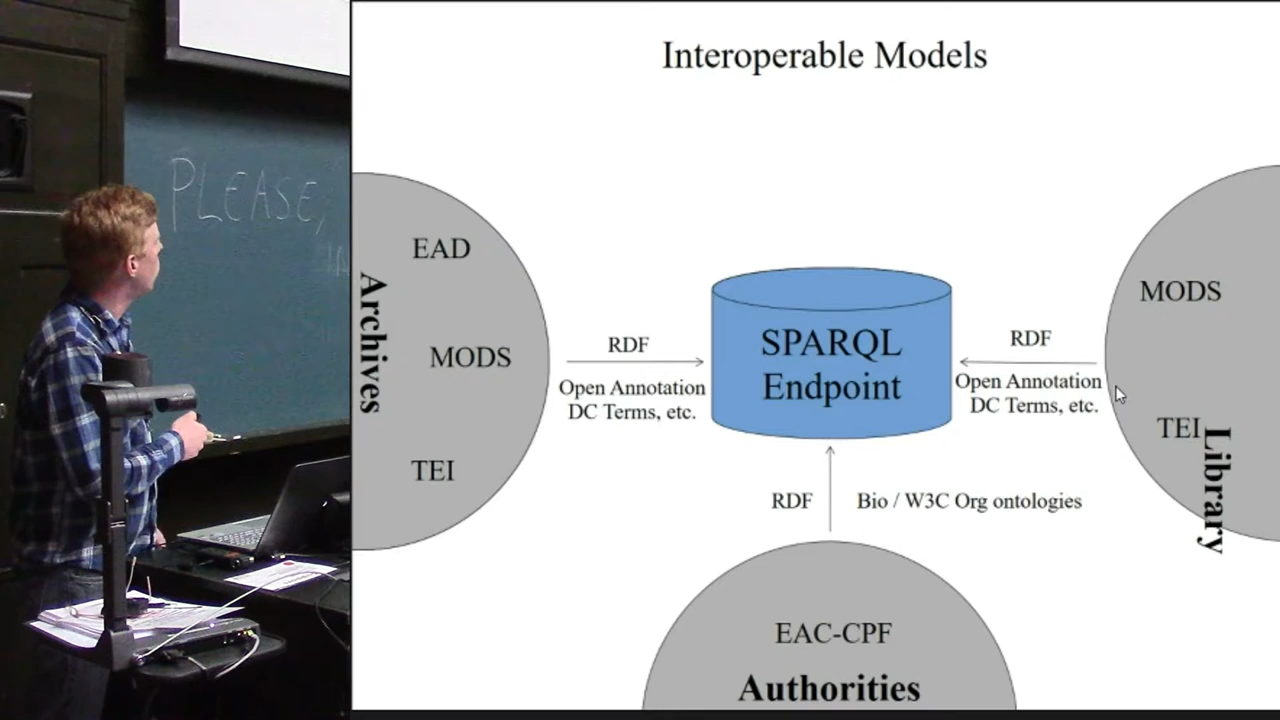 PLEASE,
Interoperable Models
Archives
EAD
MODS
TEI
RDF
Open Annotation
DC Terms, etc.
SPARQL
Endpoint
RDF
Open Annotation
DC Terms, etc.
MODS
TEI
Library
RDF
Bio / W3C Org ontologies
EAC-CPF
Authorities